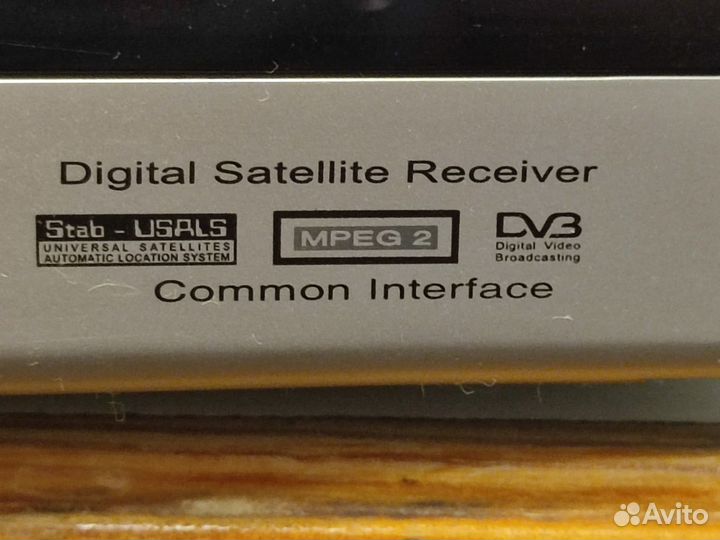 Digital Satellite Receiver
Stab - USALS
UNIVERSAL SATELLITES
AUTOMATIC LOCATION SYSTEM
MPEG 2
DVB
Digital Video
Broadcasting
Common Interface
Avito